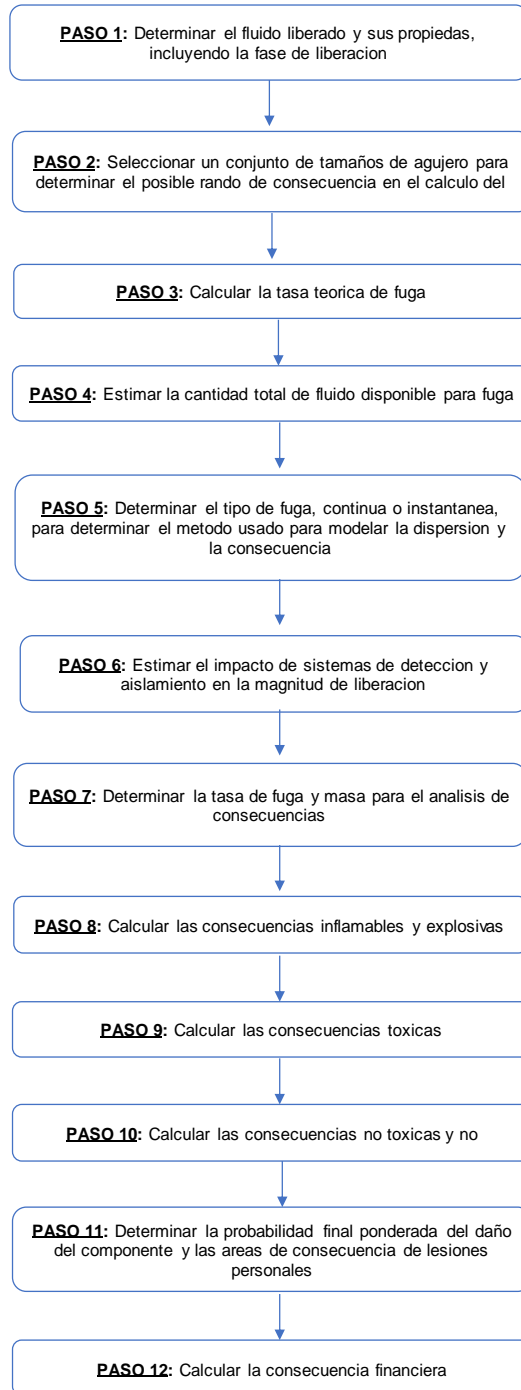 PASO 1: Determinar el fluido liberado y sus propiedas,
incluyendo la fase de liberacion
PASO 2: Seleccionar un conjunto de tamaños de agujero para
determinar el posible rando de consecuencia en el calculo del
PASO 3: Calcular la tasa teorica de fuga
PASO 4: Estimar la cantidad total de fluido disponible para fuga
PASO 5: Determinar el tipo de fuga, continua o instantanea,
para determinar el metodo usado para modelar la dispersion y
la consecuencia
PASO 6: Estimar el impacto de sistemas de deteccion y
aislamiento en la magnitud de liberacion
PASO 7: Determinar la tasa de fuga y masa para el analisis de
consecuencias
PASO 8: Calcular las consecuencias inflamables y explosivas
PASO 9: Calcular las consecuencias toxicas
PASO 10: Calcular las consecuencias no toxicas y no
PASO 11: Determinar la probabilidad final ponderada del daño
del componente y las areas de consecuencia de lesiones
personales
PASO 12: Calcular la consecuencia financiera